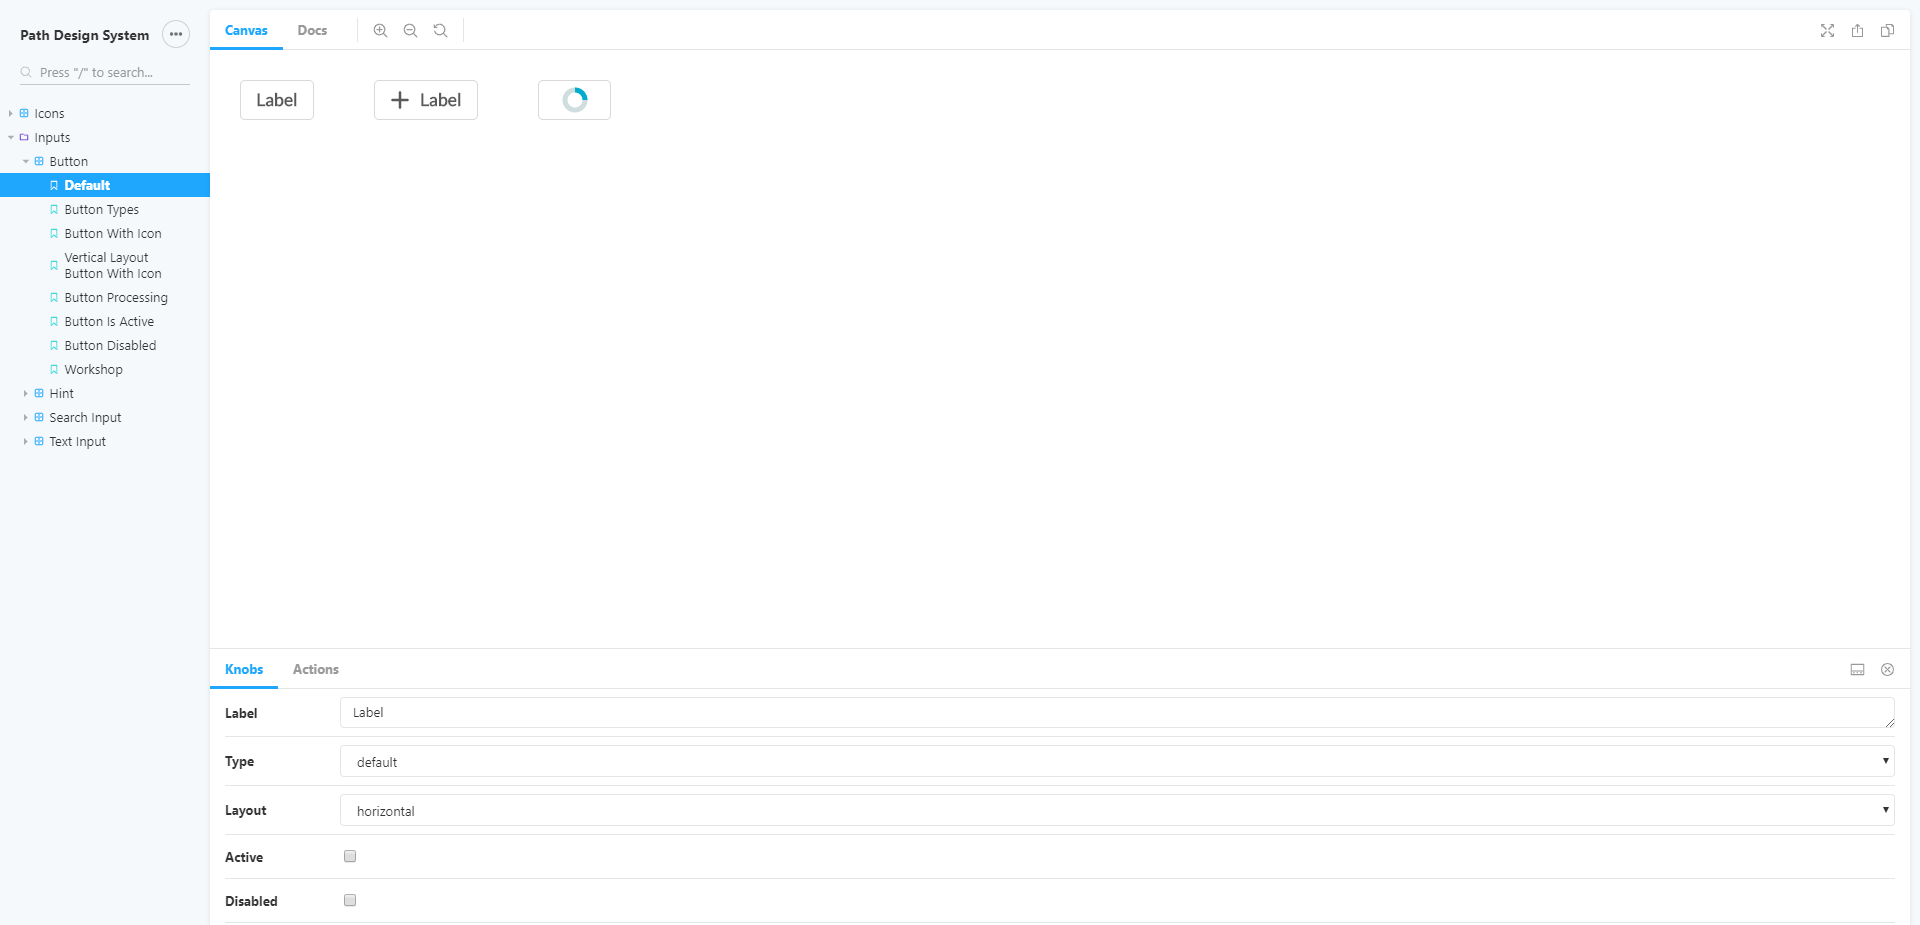 Path Design System
Press "/" to search...
Icons
Inputs
Button
Default
Button Types
Button With Icon
Vertical Layout
Button With Icon
Button Processing
Button Is Active
Button Disabled
Workshop
Hint
Search Input
Text Input
Canvas Docs
Label Label
Knobs Actions
Label Label
Type default
Layout horizontal
Active
Disabled